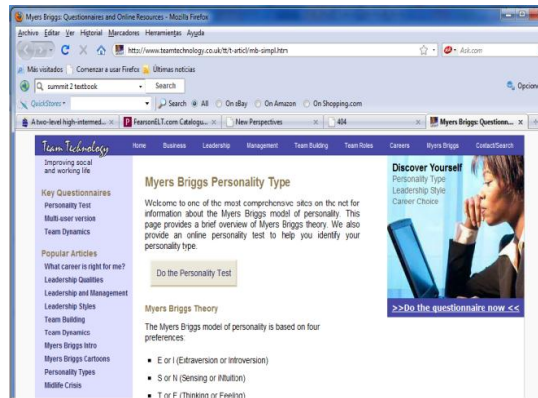 Myers Briggs: Questionnaires and Online Resources - Mozilla Firefox
Archivo Editar Ver Historial Marcadores Herramientas Ayuda
http://www.teamtechnology.co.uk/tt/t-articl/mb-simpl.htm
Ask.com
Más visitados Comenzar a usar Firefox Últimas noticias
summit 2 textbook Search Opcione
QuickStores Search All On eBay On Amazon On Shopping.com
A two-level high-intermed... PearsonELT.com Catalogu... New Perspectives 404 Myers Briggs: Questionn...
Team Technology
Home Business Leadership Management Team Building Team Roles Careers Myers Briggs Contact/Search
Improving socal
and working life
Key Questionnaires
Personality Test
Multi-user version
Team Dynamics
Popular Articles
What career is right for me?
Leadership Qualities
Leadership and Management
Leadership Styles
Team Building
Team Dynamics
Myers Briggs Intro
Myers Briggs Cartoons
Personality Types
Midlife Crisis
Myers Briggs Personality Type
Welcome to one of the most comprehensive sites on the net for
information about the Myers Briggs model of personality. This
page provides a brief overview of Myers Briggs theory. We also
provide an online personality test to help you identify your
personality type.
Do the Personality Test
Myers Briggs Theory
The Myers Briggs model of personality is based on four
preferences:
E or I (Extraversion or Introversion)
S or N (Sensing or iNtuition)
T or F (Thinking or Feeling)
Discover Yourself
Personality Type
Leadership Style
Career Choice
>>Do the questionnaire now <<